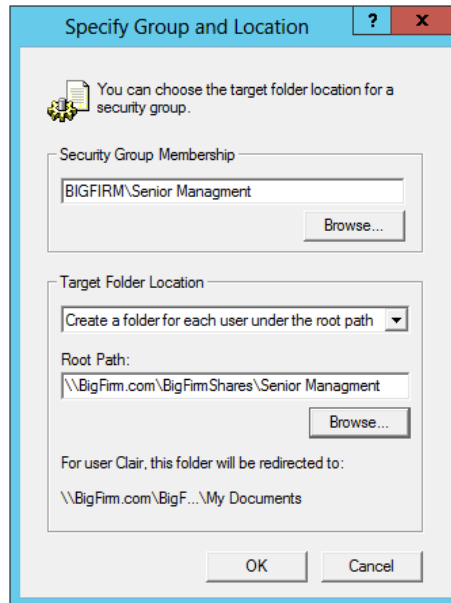 Specify Group and Location
? x
You can choose the target folder location for a
security group.
Security Group Membership
BIGFIRM\Senior Managment
Browse...
Target Folder Location
Create a folder for each user under the root path
Root Path:
\\BigFirm.com\BigFirmShares\Senior Managment
Browse...
For user Clair, this folder will be redirected to:
\\BigFirm.com\BigF...\My Documents
OK Cancel